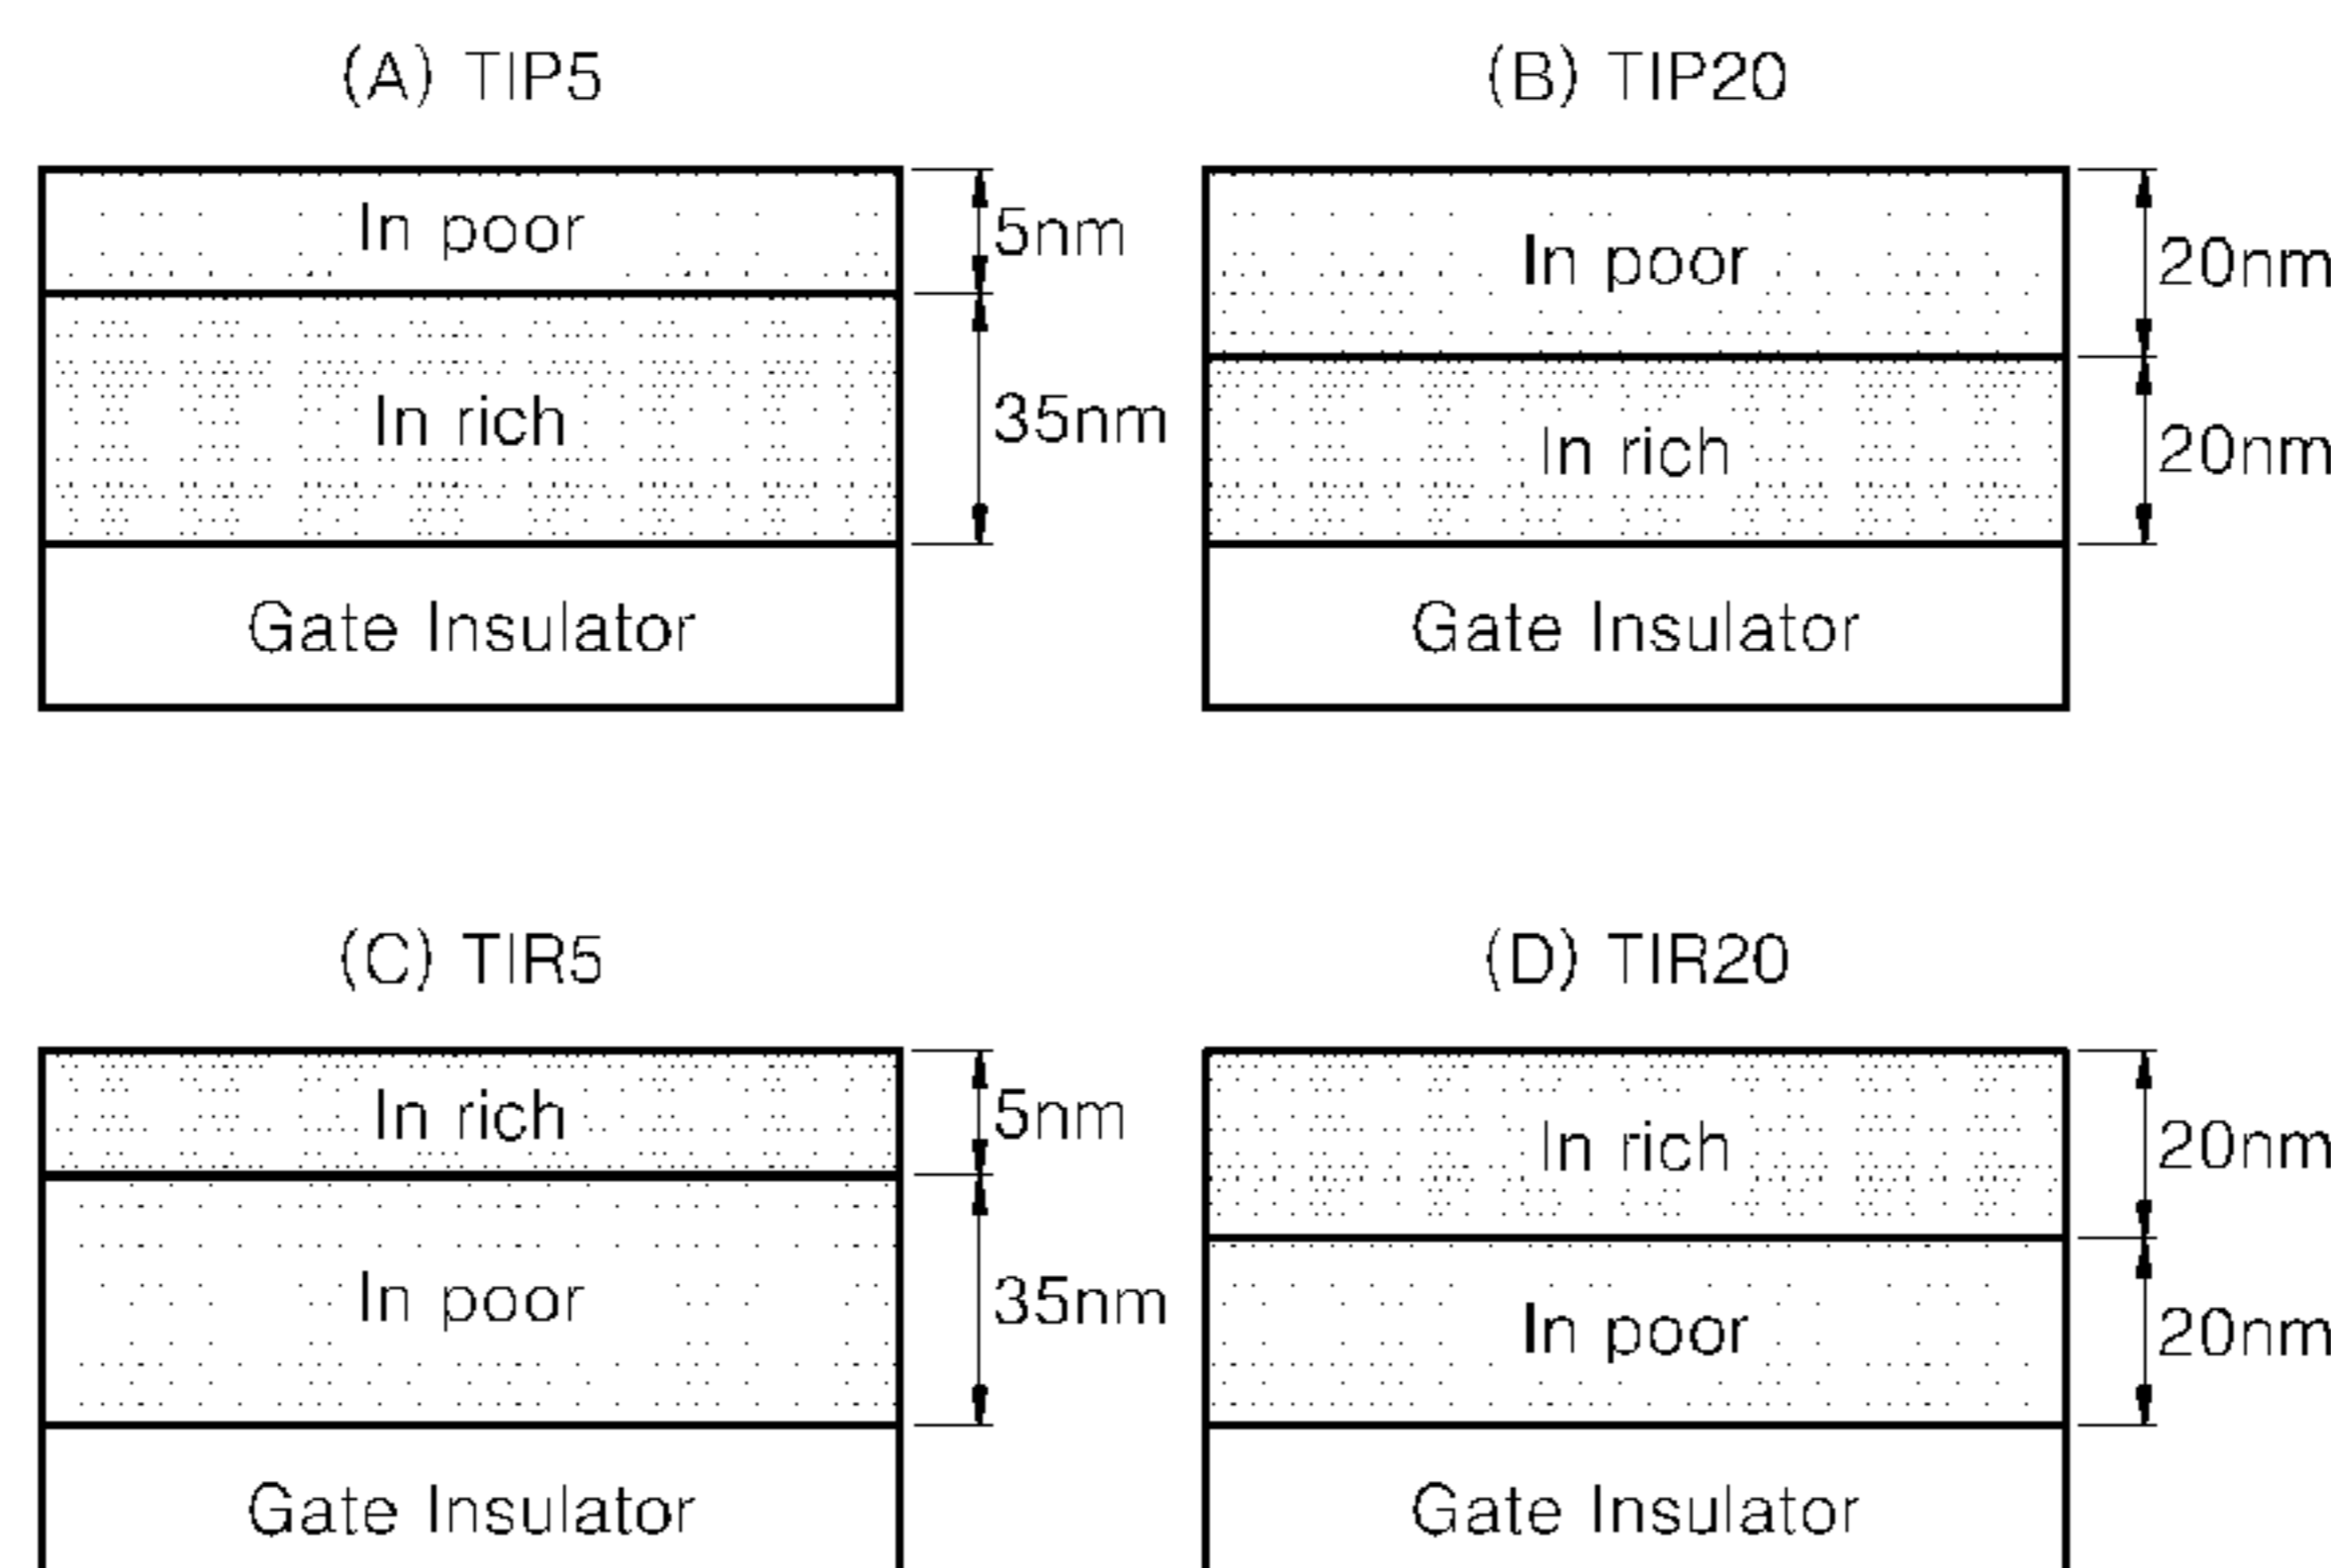 (A) TIP5
In poor
5nm
In rich
35nm
Gate Insulator
(B) TIP20
In poor
20nm
In rich
20nm
Gate Insulator
(C) TIR5
In rich
5nm
In poor
35nm
Gate Insulator
(D) TIR20
In rich
20nm
In poor
20nm
Gate Insulator